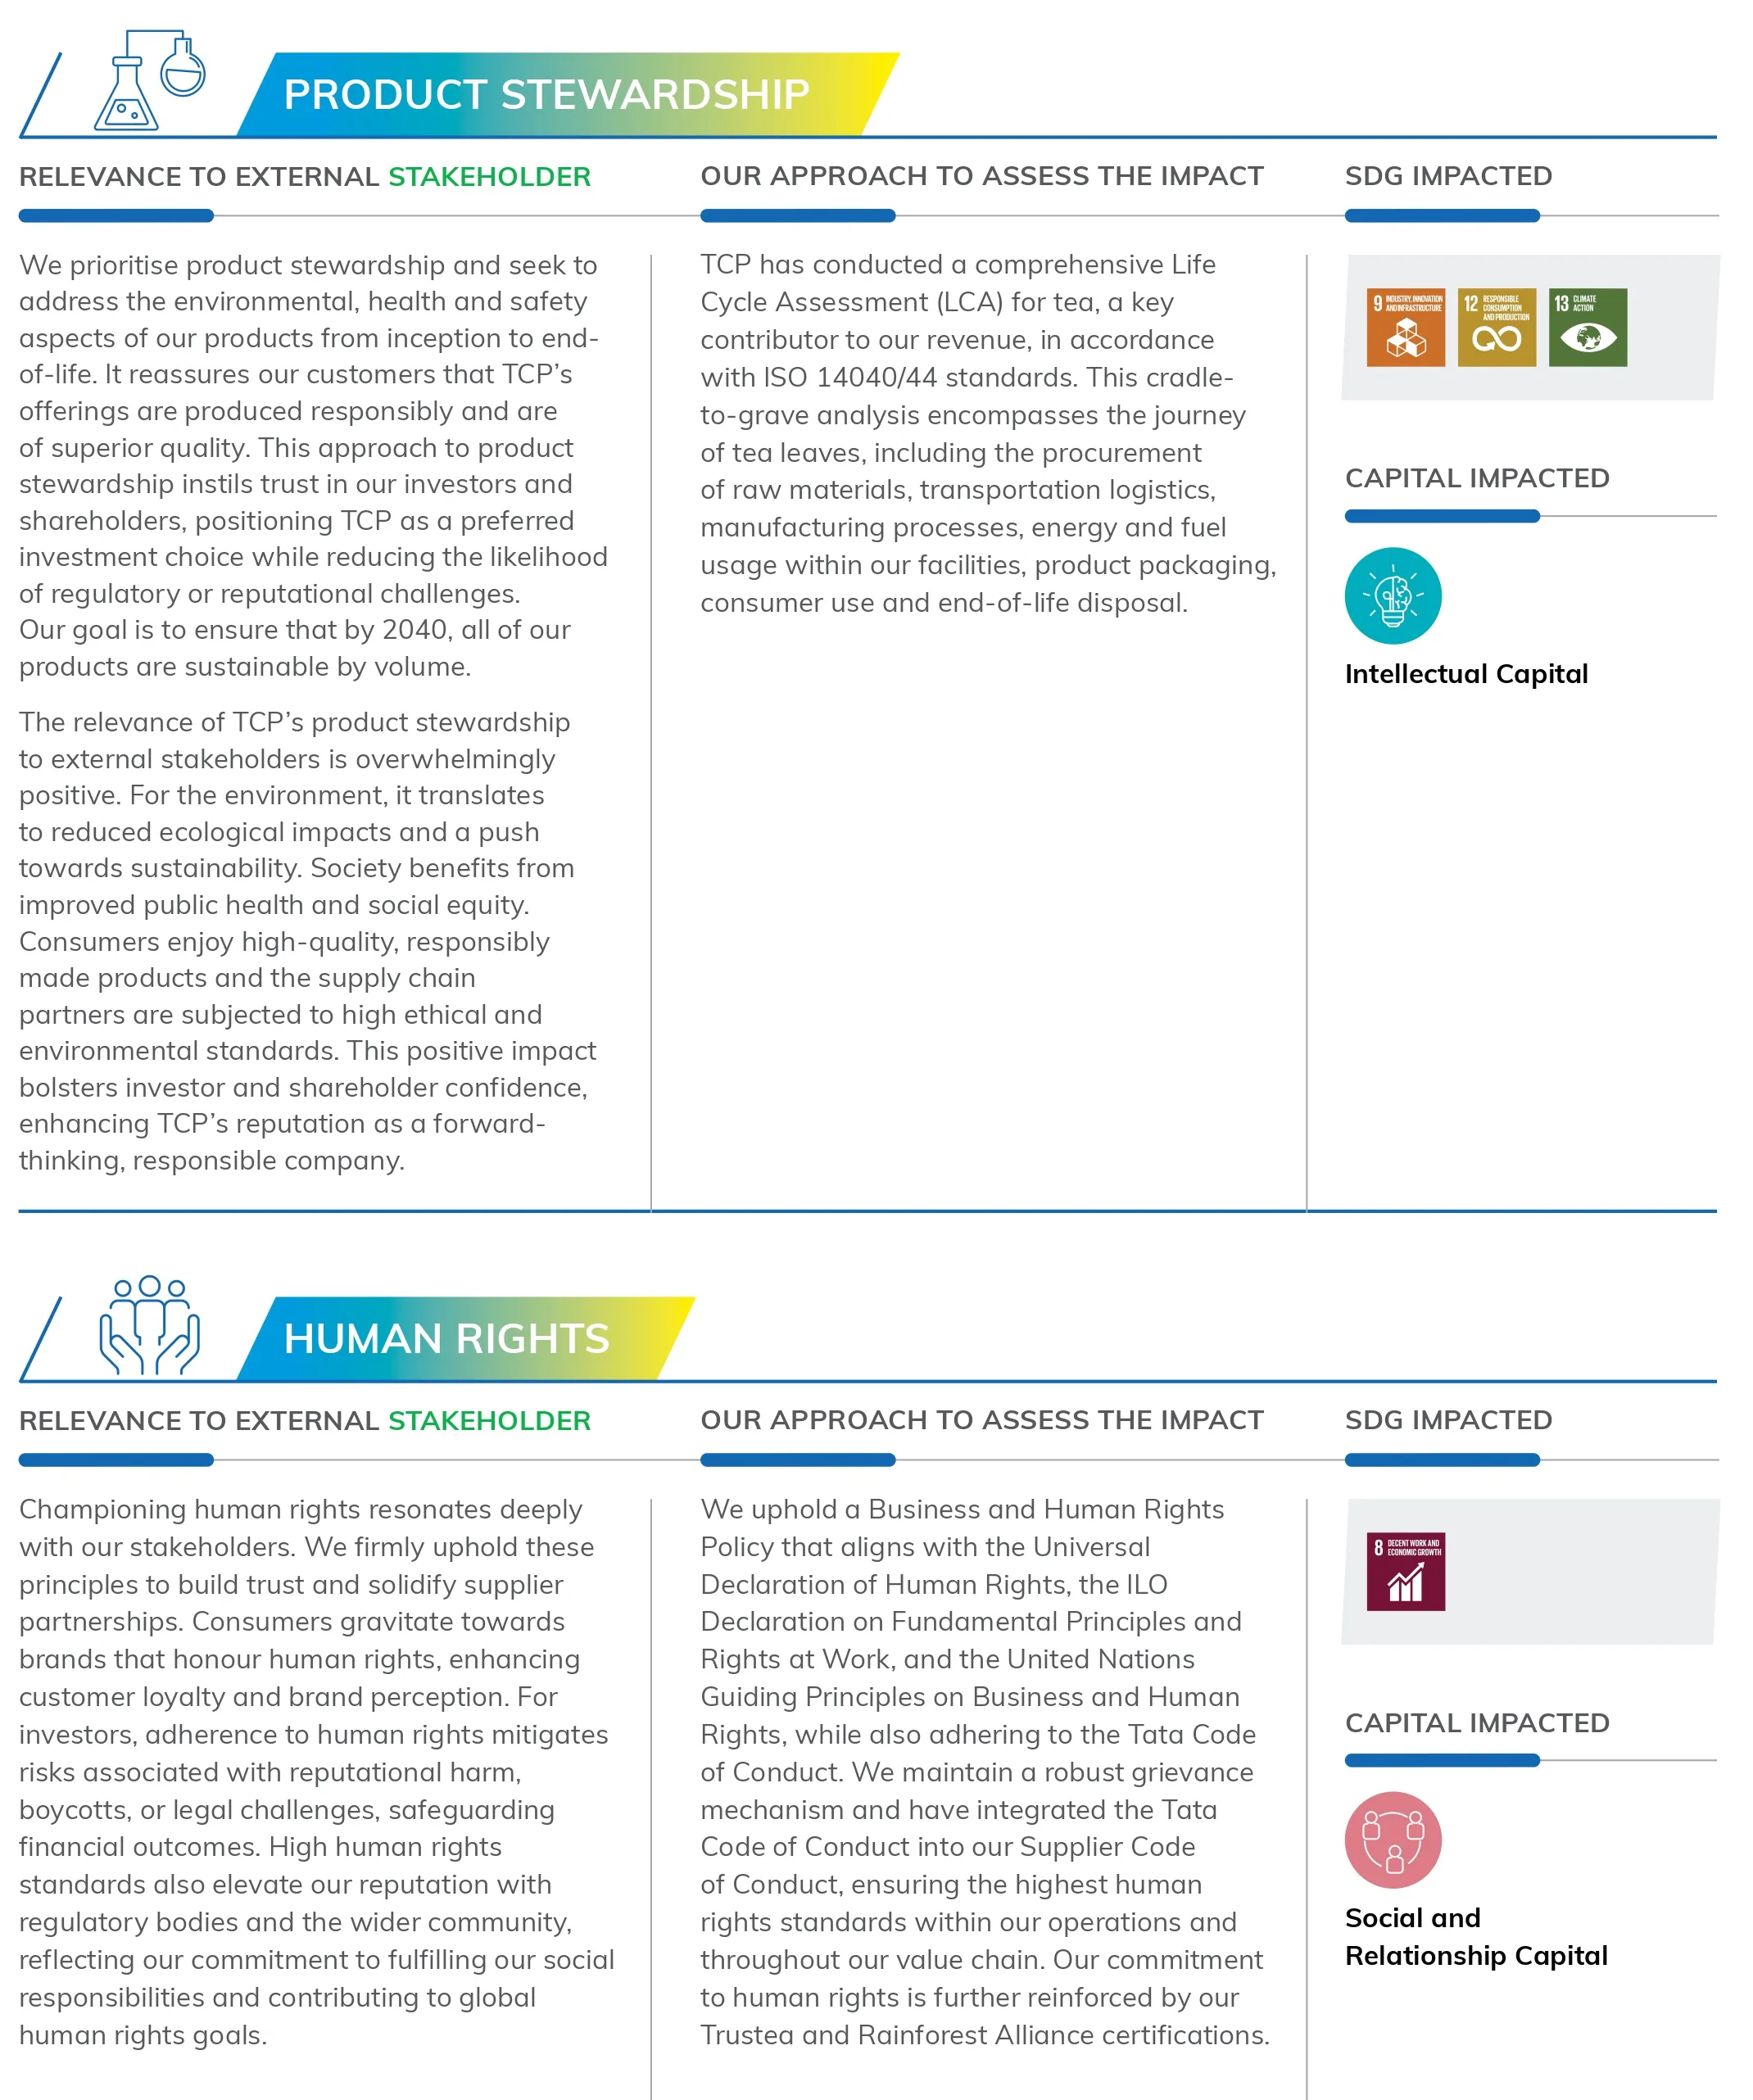 PRODUCT STEWARDSHIP
RELEVANCE TO EXTERNAL STAKEHOLDER
We prioritise product stewardship and seek to
address the environmental, health and safety
aspects of our products from inception to end-
of-life. It reassures our customers that TCP’s
offerings are produced responsibly and are
of superior quality. This approach to product
stewardship instils trust in our investors and
shareholders, positioning TCP as a preferred
investment choice while reducing the likelihood
of regulatory or reputational challenges.
Our goal is to ensure that by 2040, all of our
products are sustainable by volume.
The relevance of TCP’s product stewardship
to external stakeholders is overwhelmingly
positive. For the environment, it translates
to reduced ecological impacts and a push
towards sustainability. Society benefits from
improved public health and social equity.
Consumers enjoy high-quality, responsibly
made products and the supply chain
partners are subjected to high ethical and
environmental standards. This positive impact
bolsters investor and shareholder confidence,
enhancing TCP’s reputation as a forward-
thinking, responsible company.
OUR APPROACH TO ASSESS THE IMPACT
TCP has conducted a comprehensive Life
Cycle Assessment (LCA) for tea, a key
contributor to our revenue, in accordance
with ISO 14040/44 standards. This cradle-
to-grave analysis encompasses the journey
of tea leaves, including the procurement
of raw materials, transportation logistics,
manufacturing processes, energy and fuel
usage within our facilities, product packaging,
consumer use and end-of-life disposal.
SDG IMPACTED
9 INDUSTRY, INNOVATION
AND INFRASTRUCTURE
12 RESPONSIBLE
CONSUMPTION
AND PRODUCTION
13 CLIMATE
ACTION
CAPITAL IMPACTED
Intellectual Capital
HUMAN RIGHTS
RELEVANCE TO EXTERNAL STAKEHOLDER
Championing human rights resonates deeply
with our stakeholders. We firmly uphold these
principles to build trust and solidify supplier
partnerships. Consumers gravitate towards
brands that honour human rights, enhancing
customer loyalty and brand perception. For
investors, adherence to human rights mitigates
risks associated with reputational harm,
boycotts, or legal challenges, safeguarding
financial outcomes. High human rights
standards also elevate our reputation with
regulatory bodies and the wider community,
reflecting our commitment to fulfilling our social
responsibilities and contributing to global
human rights goals.
OUR APPROACH TO ASSESS THE IMPACT
We uphold a Business and Human Rights
Policy that aligns with the Universal
Declaration of Human Rights, the ILO
Declaration on Fundamental Principles and
Rights at Work, and the United Nations
Guiding Principles on Business and Human
Rights, while also adhering to the Tata Code
of Conduct. We maintain a robust grievance
mechanism and have integrated the Tata
Code of Conduct into our Supplier Code
of Conduct, ensuring the highest human
rights standards within our operations and
throughout our value chain. Our commitment
to human rights is further reinforced by our
Trustea and Rainforest Alliance certifications.
SDG IMPACTED
8 DECENT WORK AND
ECONOMIC GROWTH
CAPITAL IMPACTED
Social and
Relationship Capital